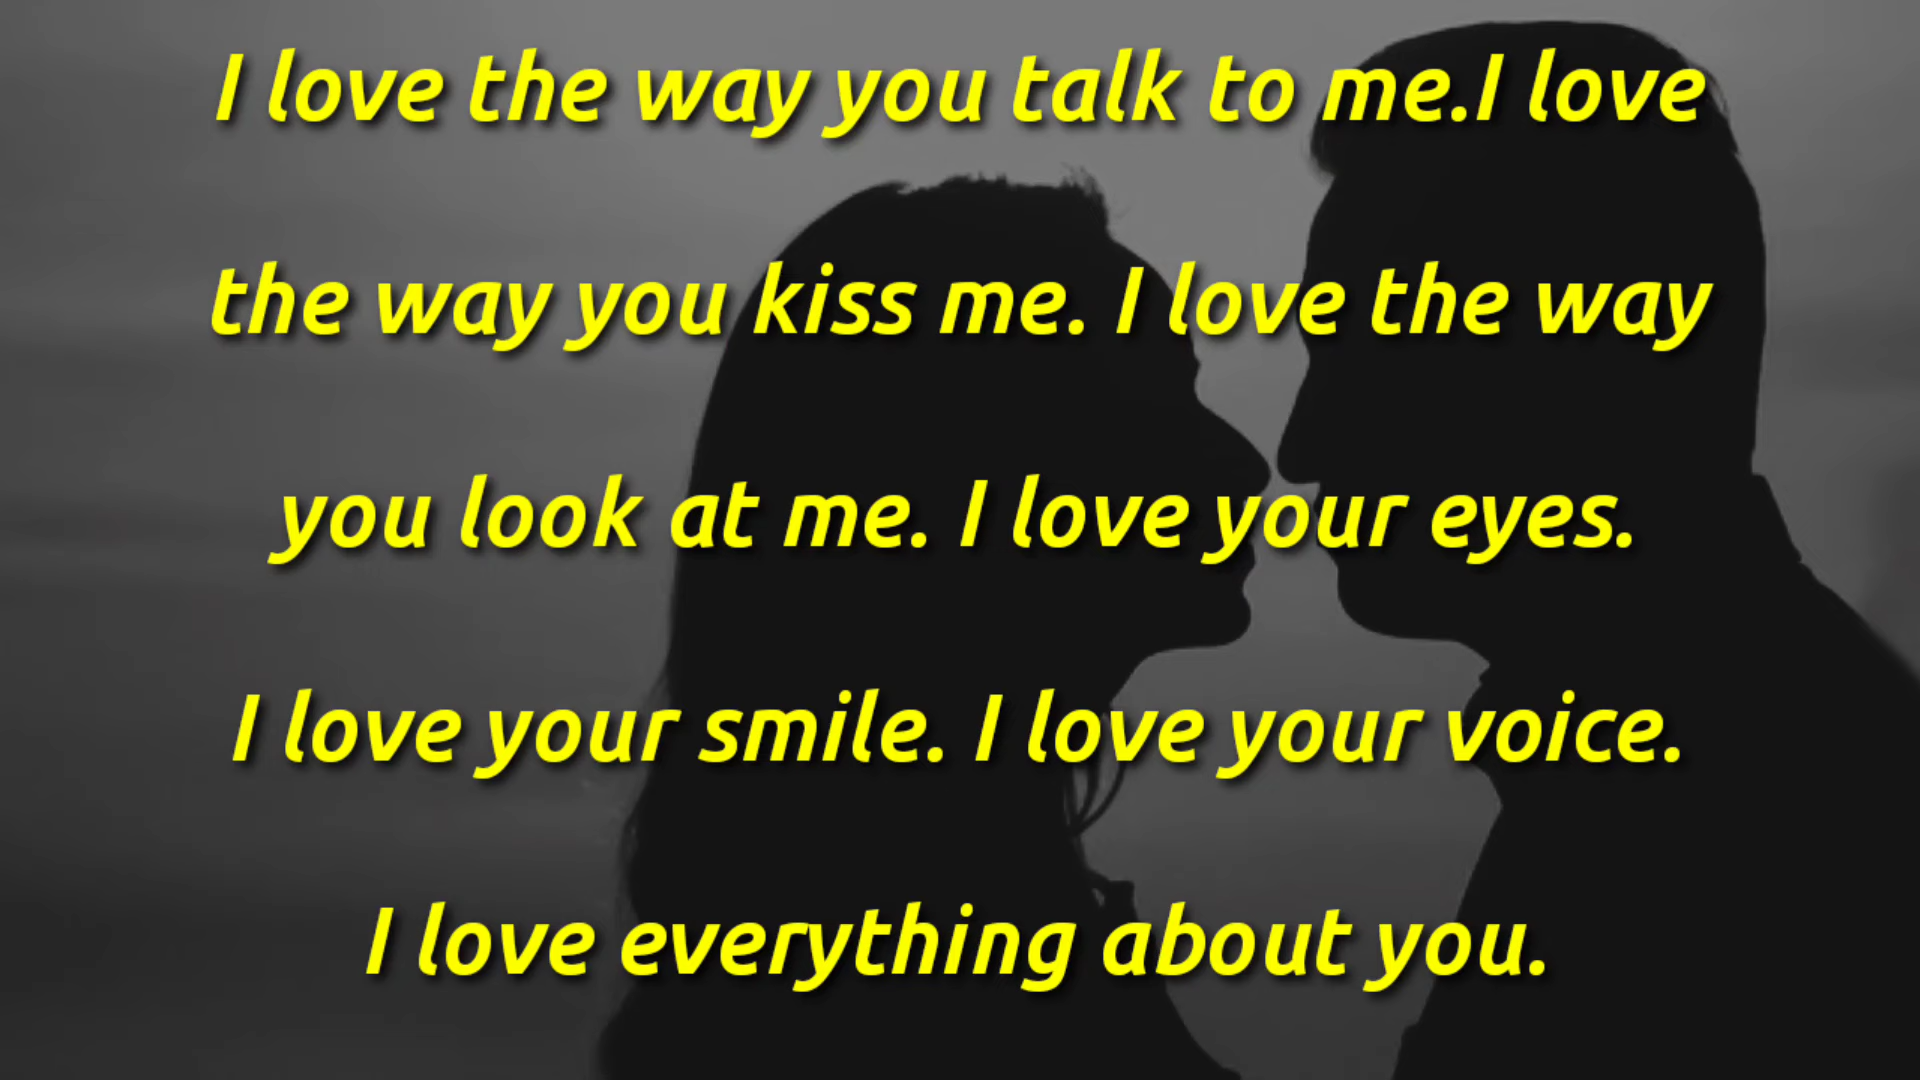 I love the way you talk to me.I love
the way you kiss me. I love the way
you look at me. I love your eyes.
I love your smile. I love your voice.
I love everything about you.